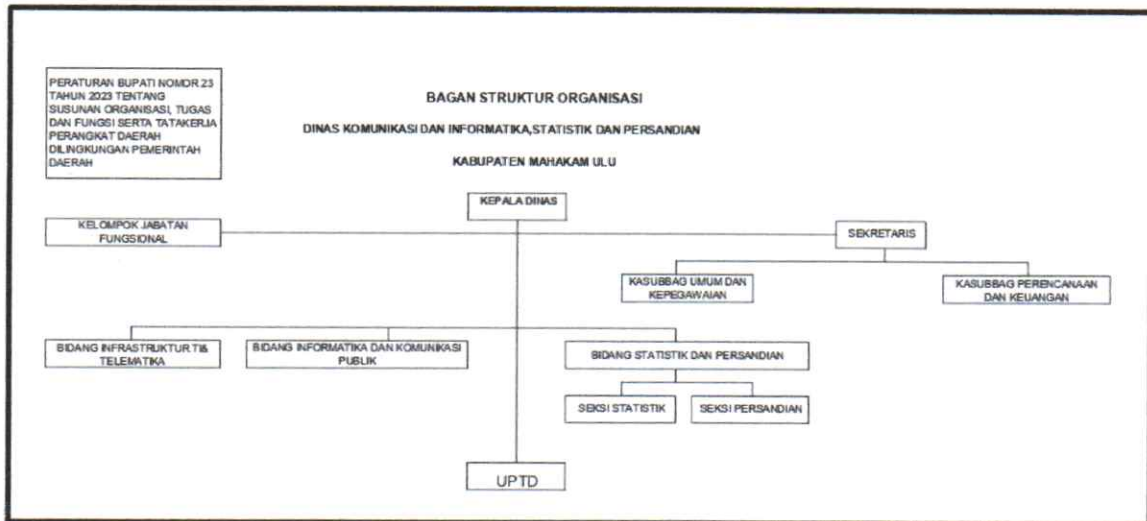 PERATURAN BUPATI NOMOR 23
TAHUN 2023 TENTANG
SUSUNAN ORGANISASI, TUGAS
DAN FUNGSI SERTA TATAKERJA
PERANGKAT DAERAH
DILINGKUNGAN PEMERINTAH
DAERAH
BAGAN STRUKTUR ORGANISASI
DINAS KOMUNIKASI DAN INFORMATIKA,STATISTIK DAN PERSANDIAN
KABUPATEN MAHAKAM ULU
KEPALA DINAS
KELOMPOK JABATAN
FUNGSIONAL
SEKRETARIS
KASUBBAG UMUM DAN
KEPEGAWAIAN
KASUBBAG PERENCANAAN
DAN KEUANGAN
BIDANG INFRASTRUKTUR TI&
TELEMATIKA
BIDANG INFORMATIKA DAN KOMUNIKASI
PUBLIK
BIDANG STATISTIK DAN PERSANDIAN
SEKSI STATISTIK
SEKSI PERSANDIAN
UPTD